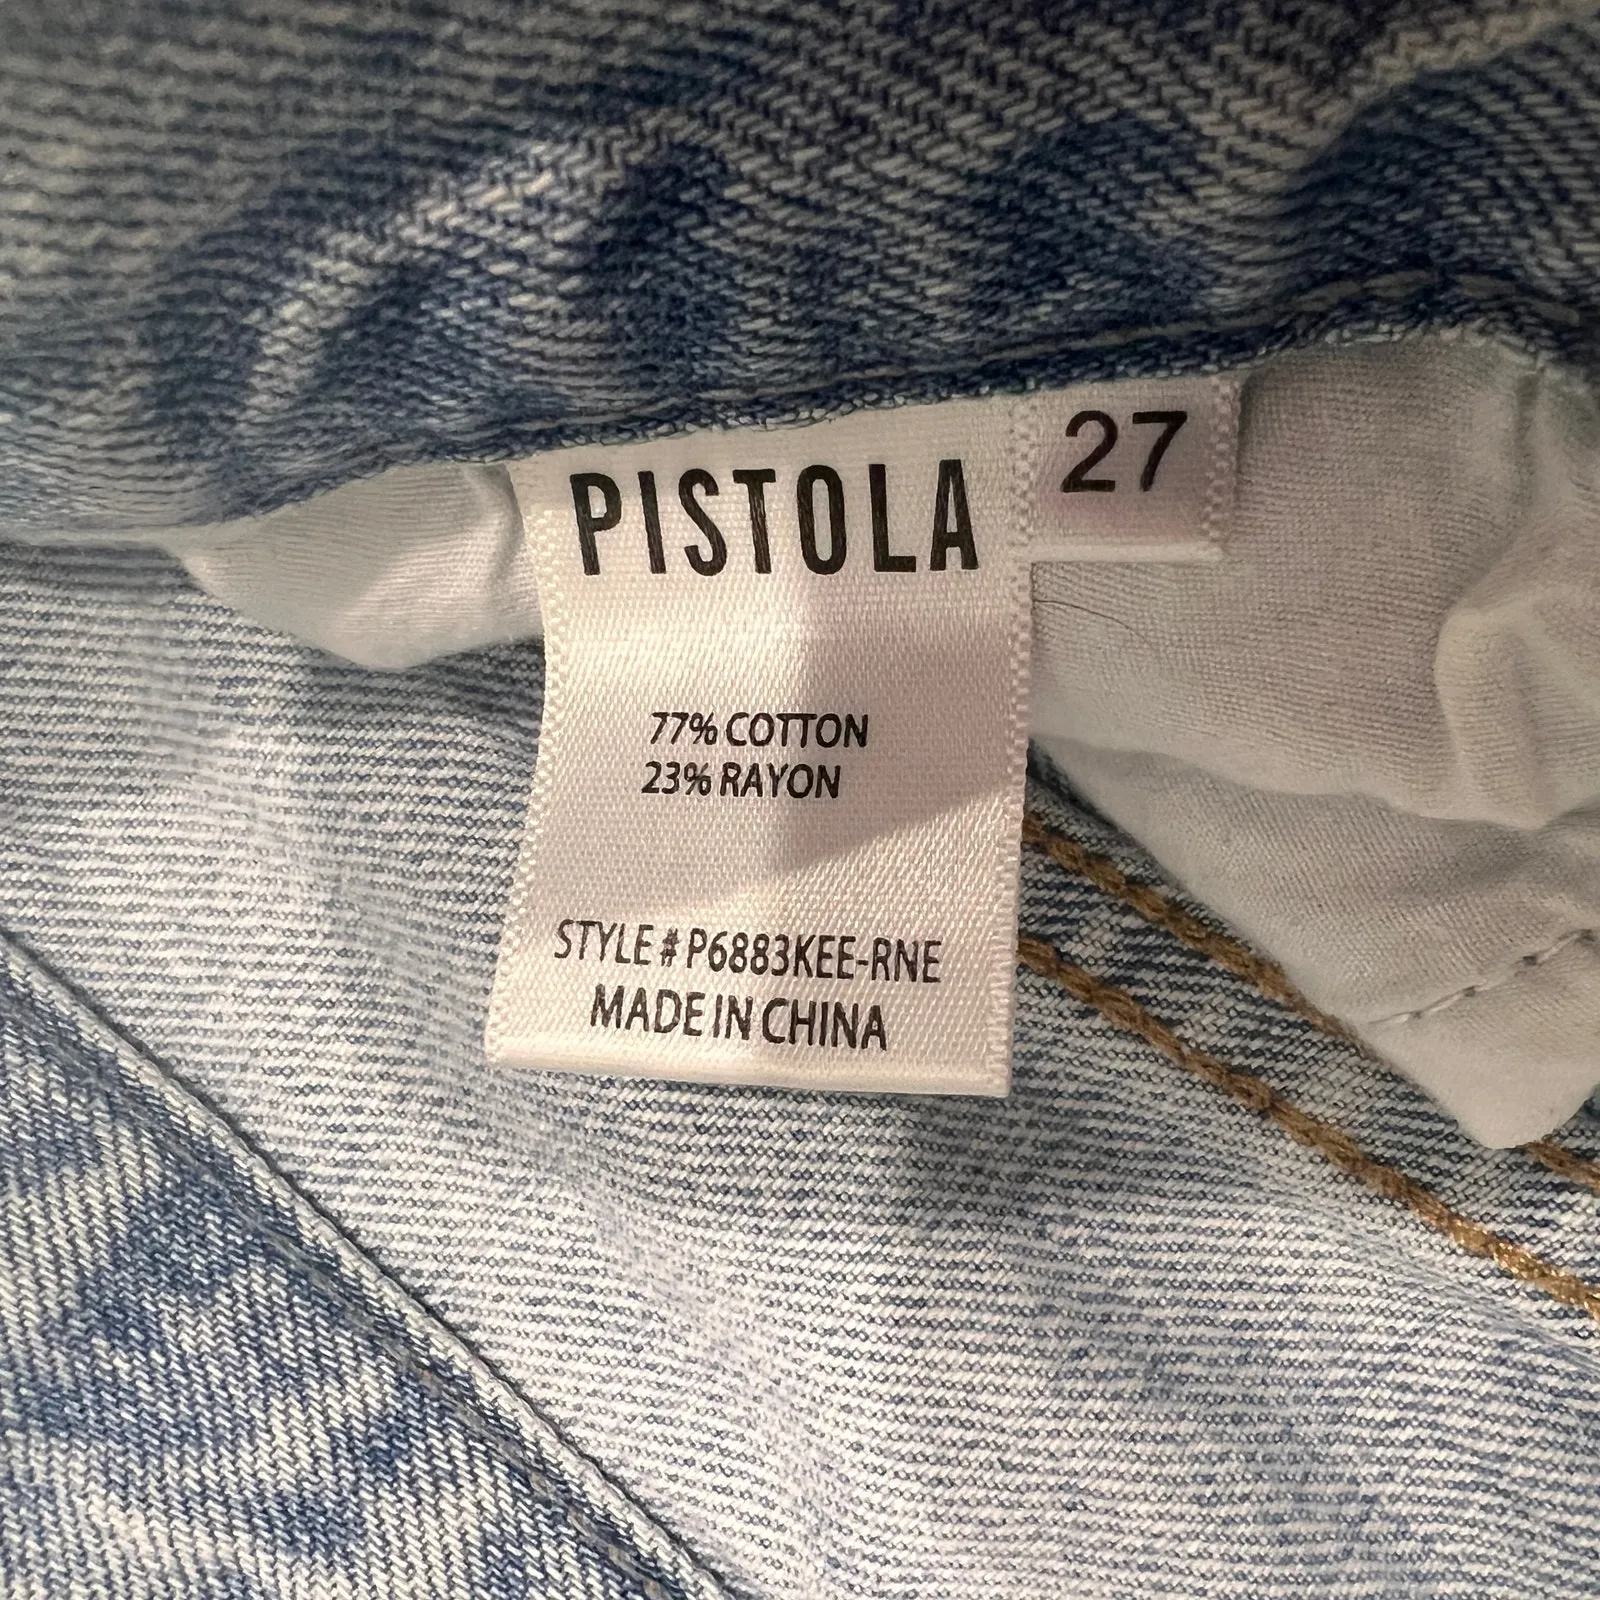 PISTOLA
27
77% COTTON
23% RAYON
STYLE # P6883KEE-RNE
MADE IN CHINA